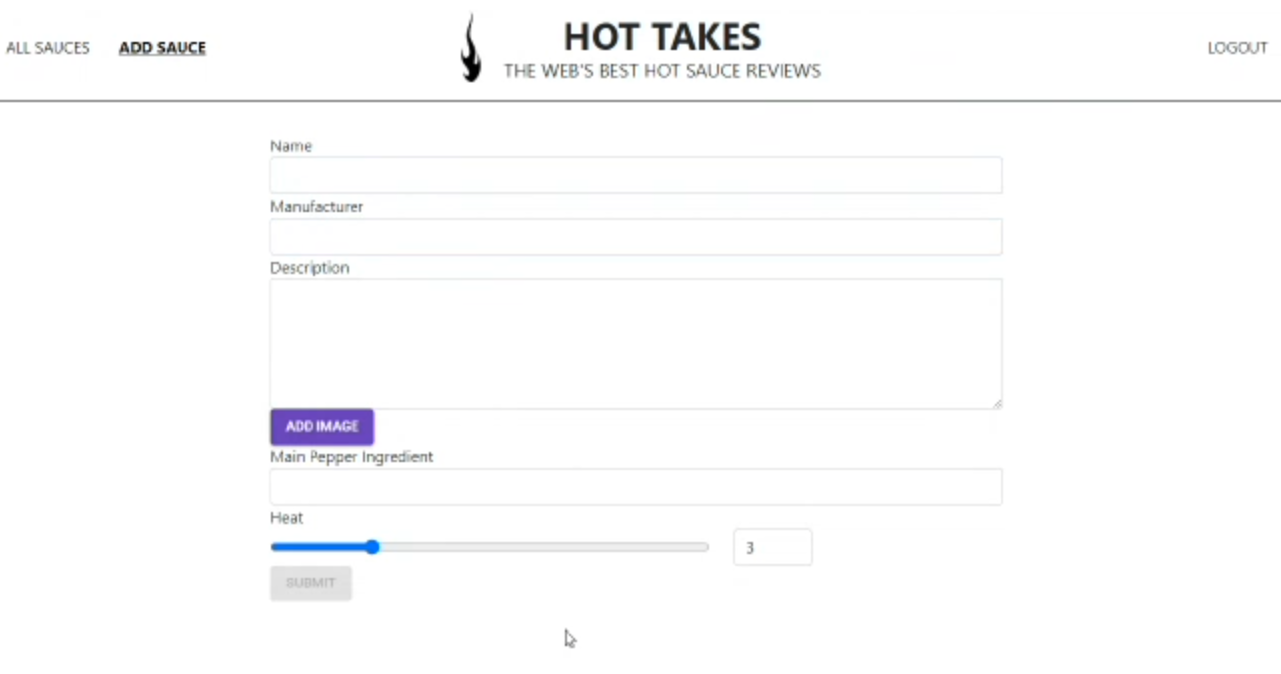 ALL SAUCES
ADD SAUCE
HOT TAKES
THE WEB'S BEST HOT SAUCE REVIEWS
LOGOUT
Name
Manufacturer
Description
ADD IMAGE
Main Pepper Ingredient
Heat
3
SUBMIT